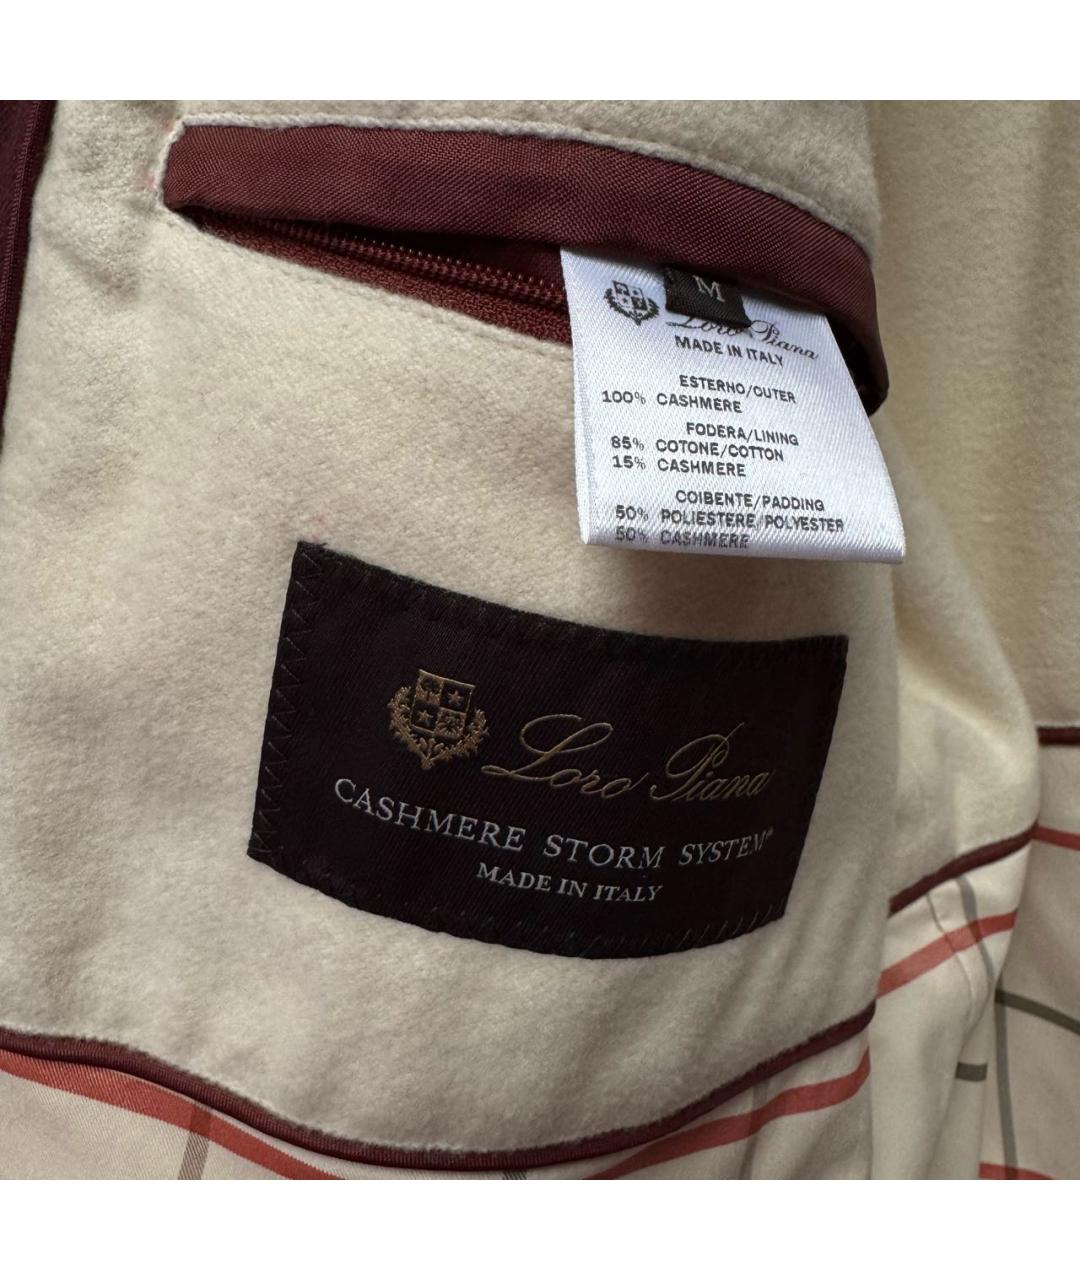 M
Loro Piana
MADE IN ITALY
ESTERNO/OUTER
100% CASHMERE
FODERA/LINING
85% COTONE/COTTON
15% CASHMERE
COIBENTE/PADDING
50% POLIESTERE/POLYESTER
50% CASHMERE
Loro Piana
CASHMERE STORM SYSTEM®
MADE IN ITALY